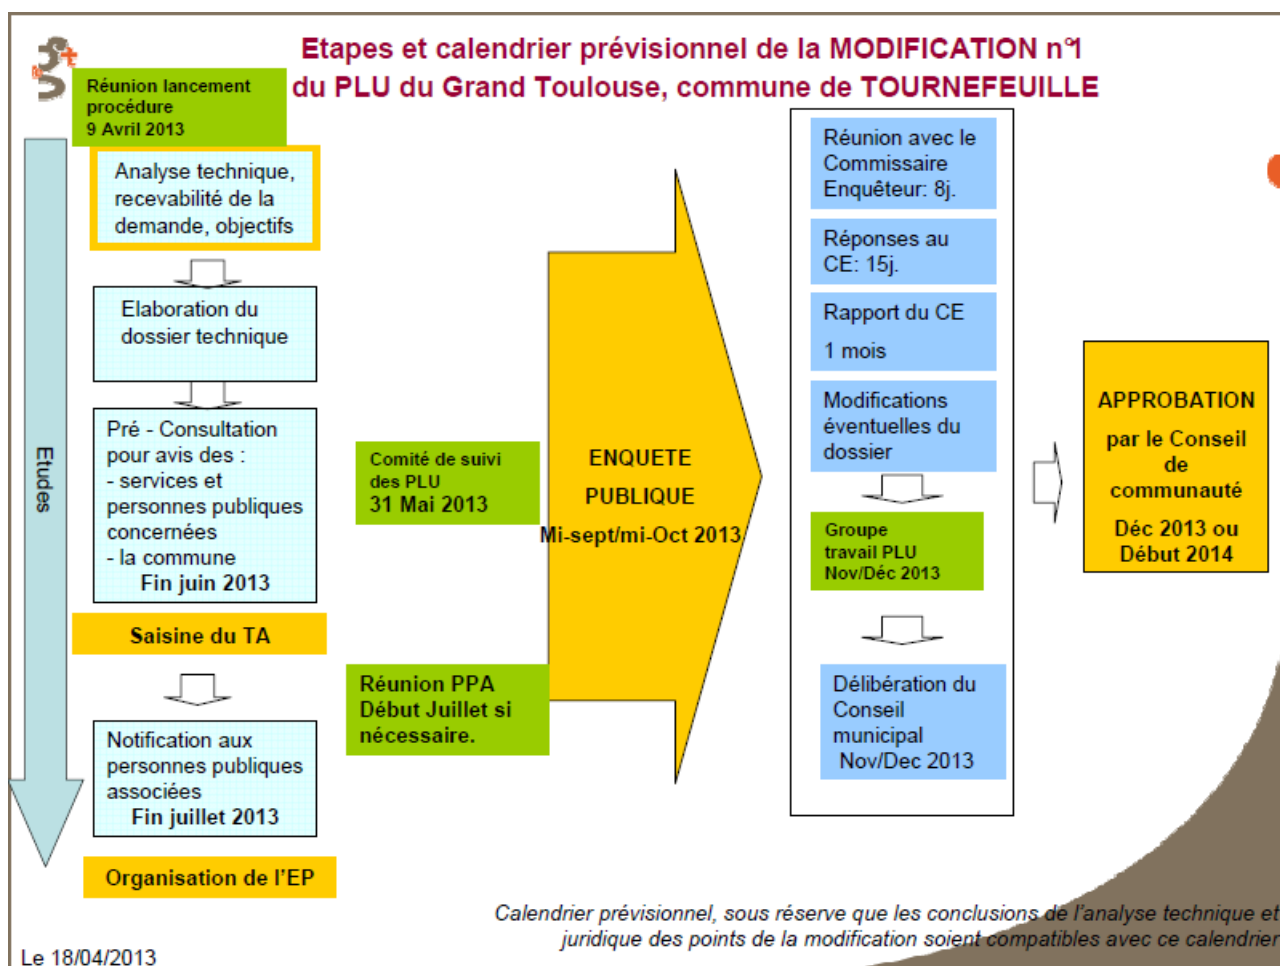 Etapes et calendrier prévisionnel de la MODIFICATION n°1
du PLU du Grand Toulouse, commune de TOURNEFEUILLE
Réunion lancement
procédure
9 Avril 2013
Etudes
Analyse technique,
recevabilité de la
demande, objectifs
Elaboration du
dossier technique
Pré - Consultation
pour avis des :
- services et
personnes publiques
concernées
- la commune
Fin juin 2013
Saisine du TA
Notification aux
personnes publiques
associées
Fin juillet 2013
Organisation de l'EP
Comité de suivi
des PLU
31 Mai 2013
Réunion PPA
Début Juillet si
nécessaire.
ENQUETE
PUBLIQUE
Mi-sept/mi-Oct 2013
Réunion avec le
Commissaire
Enquêteur: 8j.
Réponses au
CE: 15j.
Rapport du CE
1 mois
Modifications
éventuelles du
dossier
Groupe
travail PLU
Nov/Déc 2013
Délibération du
Conseil
municipal
Nov/Dec 2013
APPROBATION
par le Conseil
de
communauté
Déc 2013 ou
Début 2014
Calendrier prévisionnel, sous réserve que les conclusions de l'analyse technique et
juridique des points de la modification soient compatibles avec ce calendrier
Le 18/04/2013